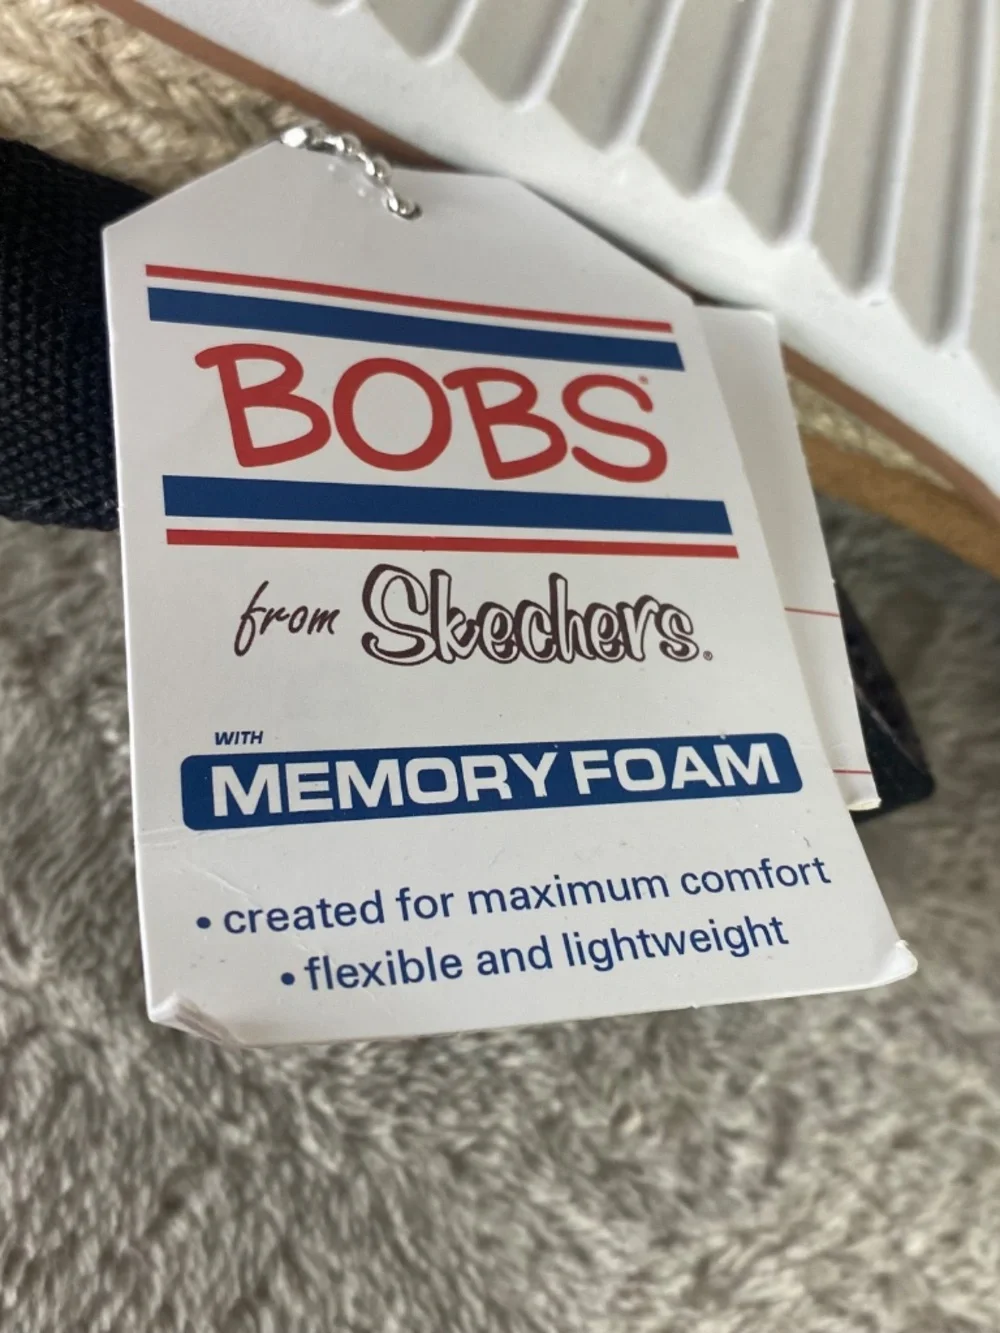 BOBS
from Skechers®
WITH
MEMORY FOAM
• created for maximum comfort
• flexible and lightweight